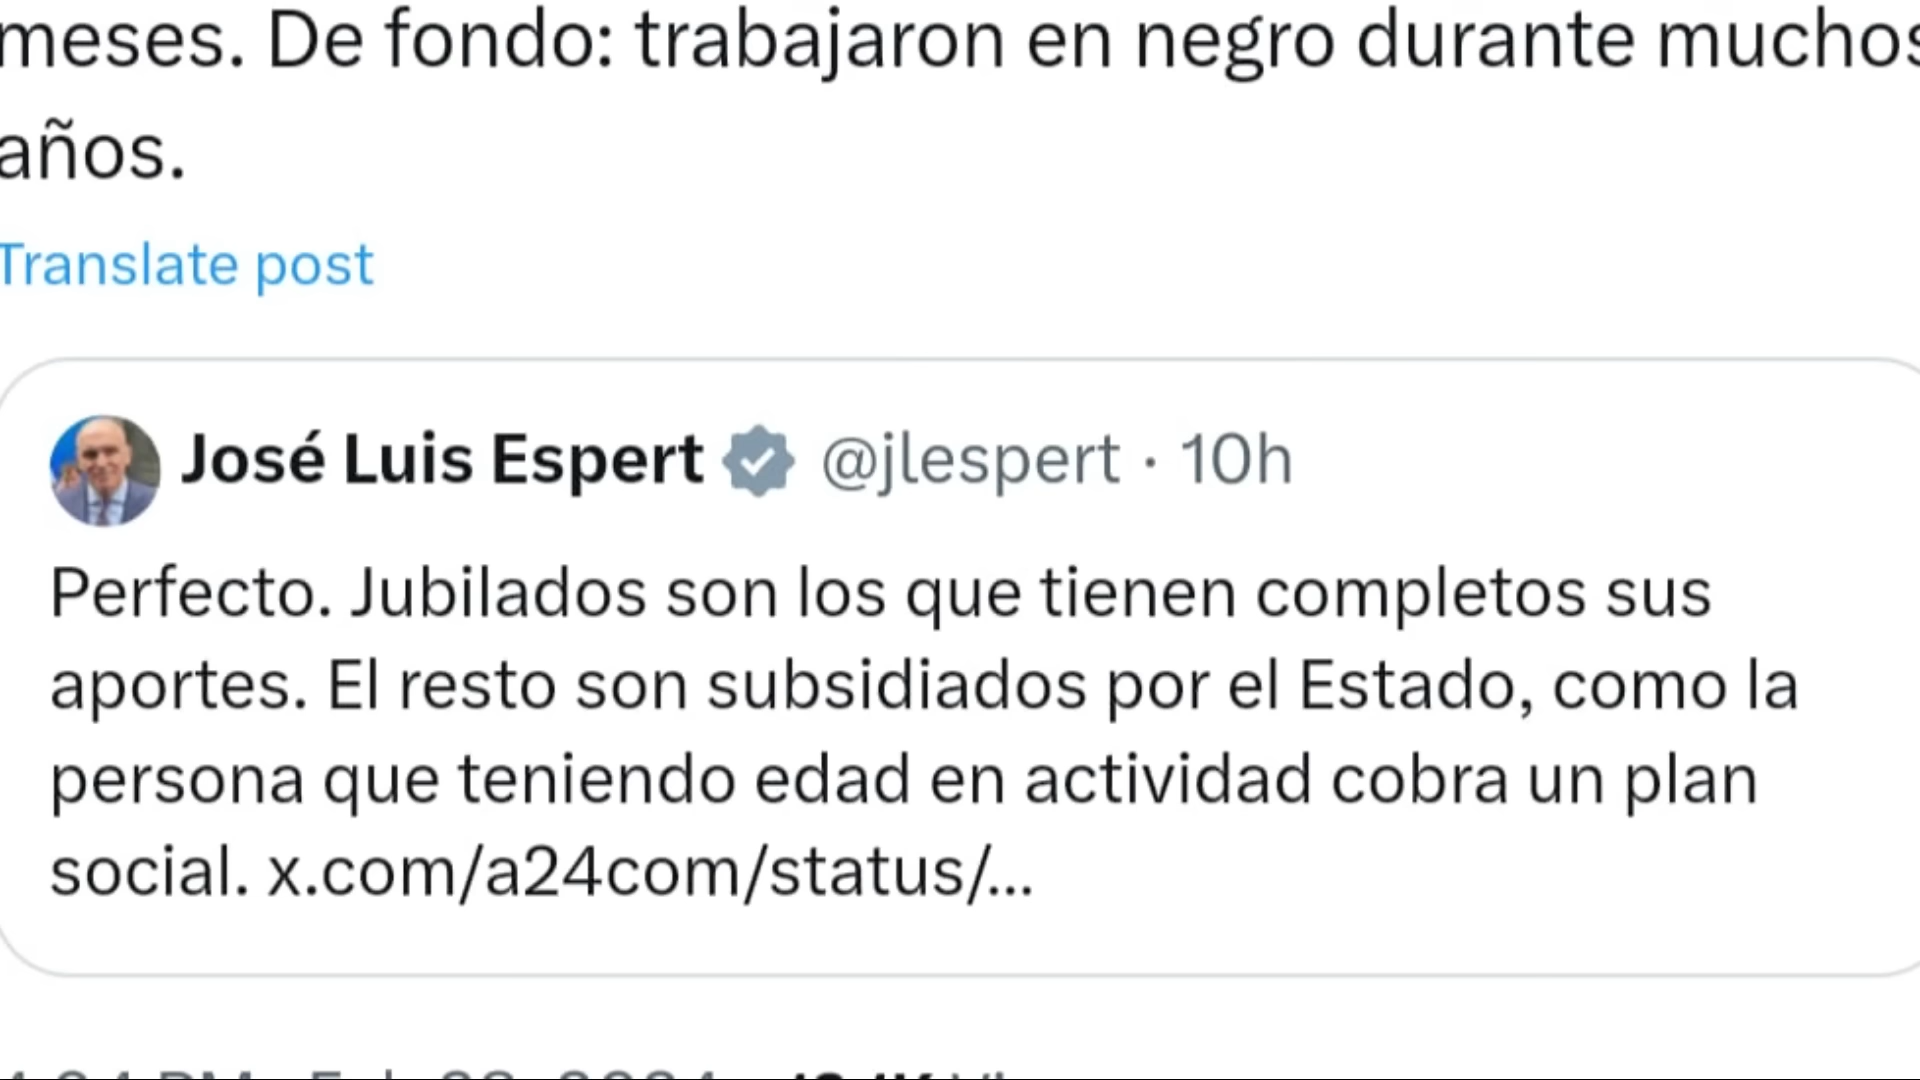 meses. De fondo: trabajaron en negro durante muchos
años.
Translate post
José Luis Espert @jlespert · 10h
Perfecto. Jubilados son los que tienen completos sus
aportes. El resto son subsidiados por el Estado, como la
persona que teniendo edad en actividad cobra un plan
social. x.com/a24com/status/...